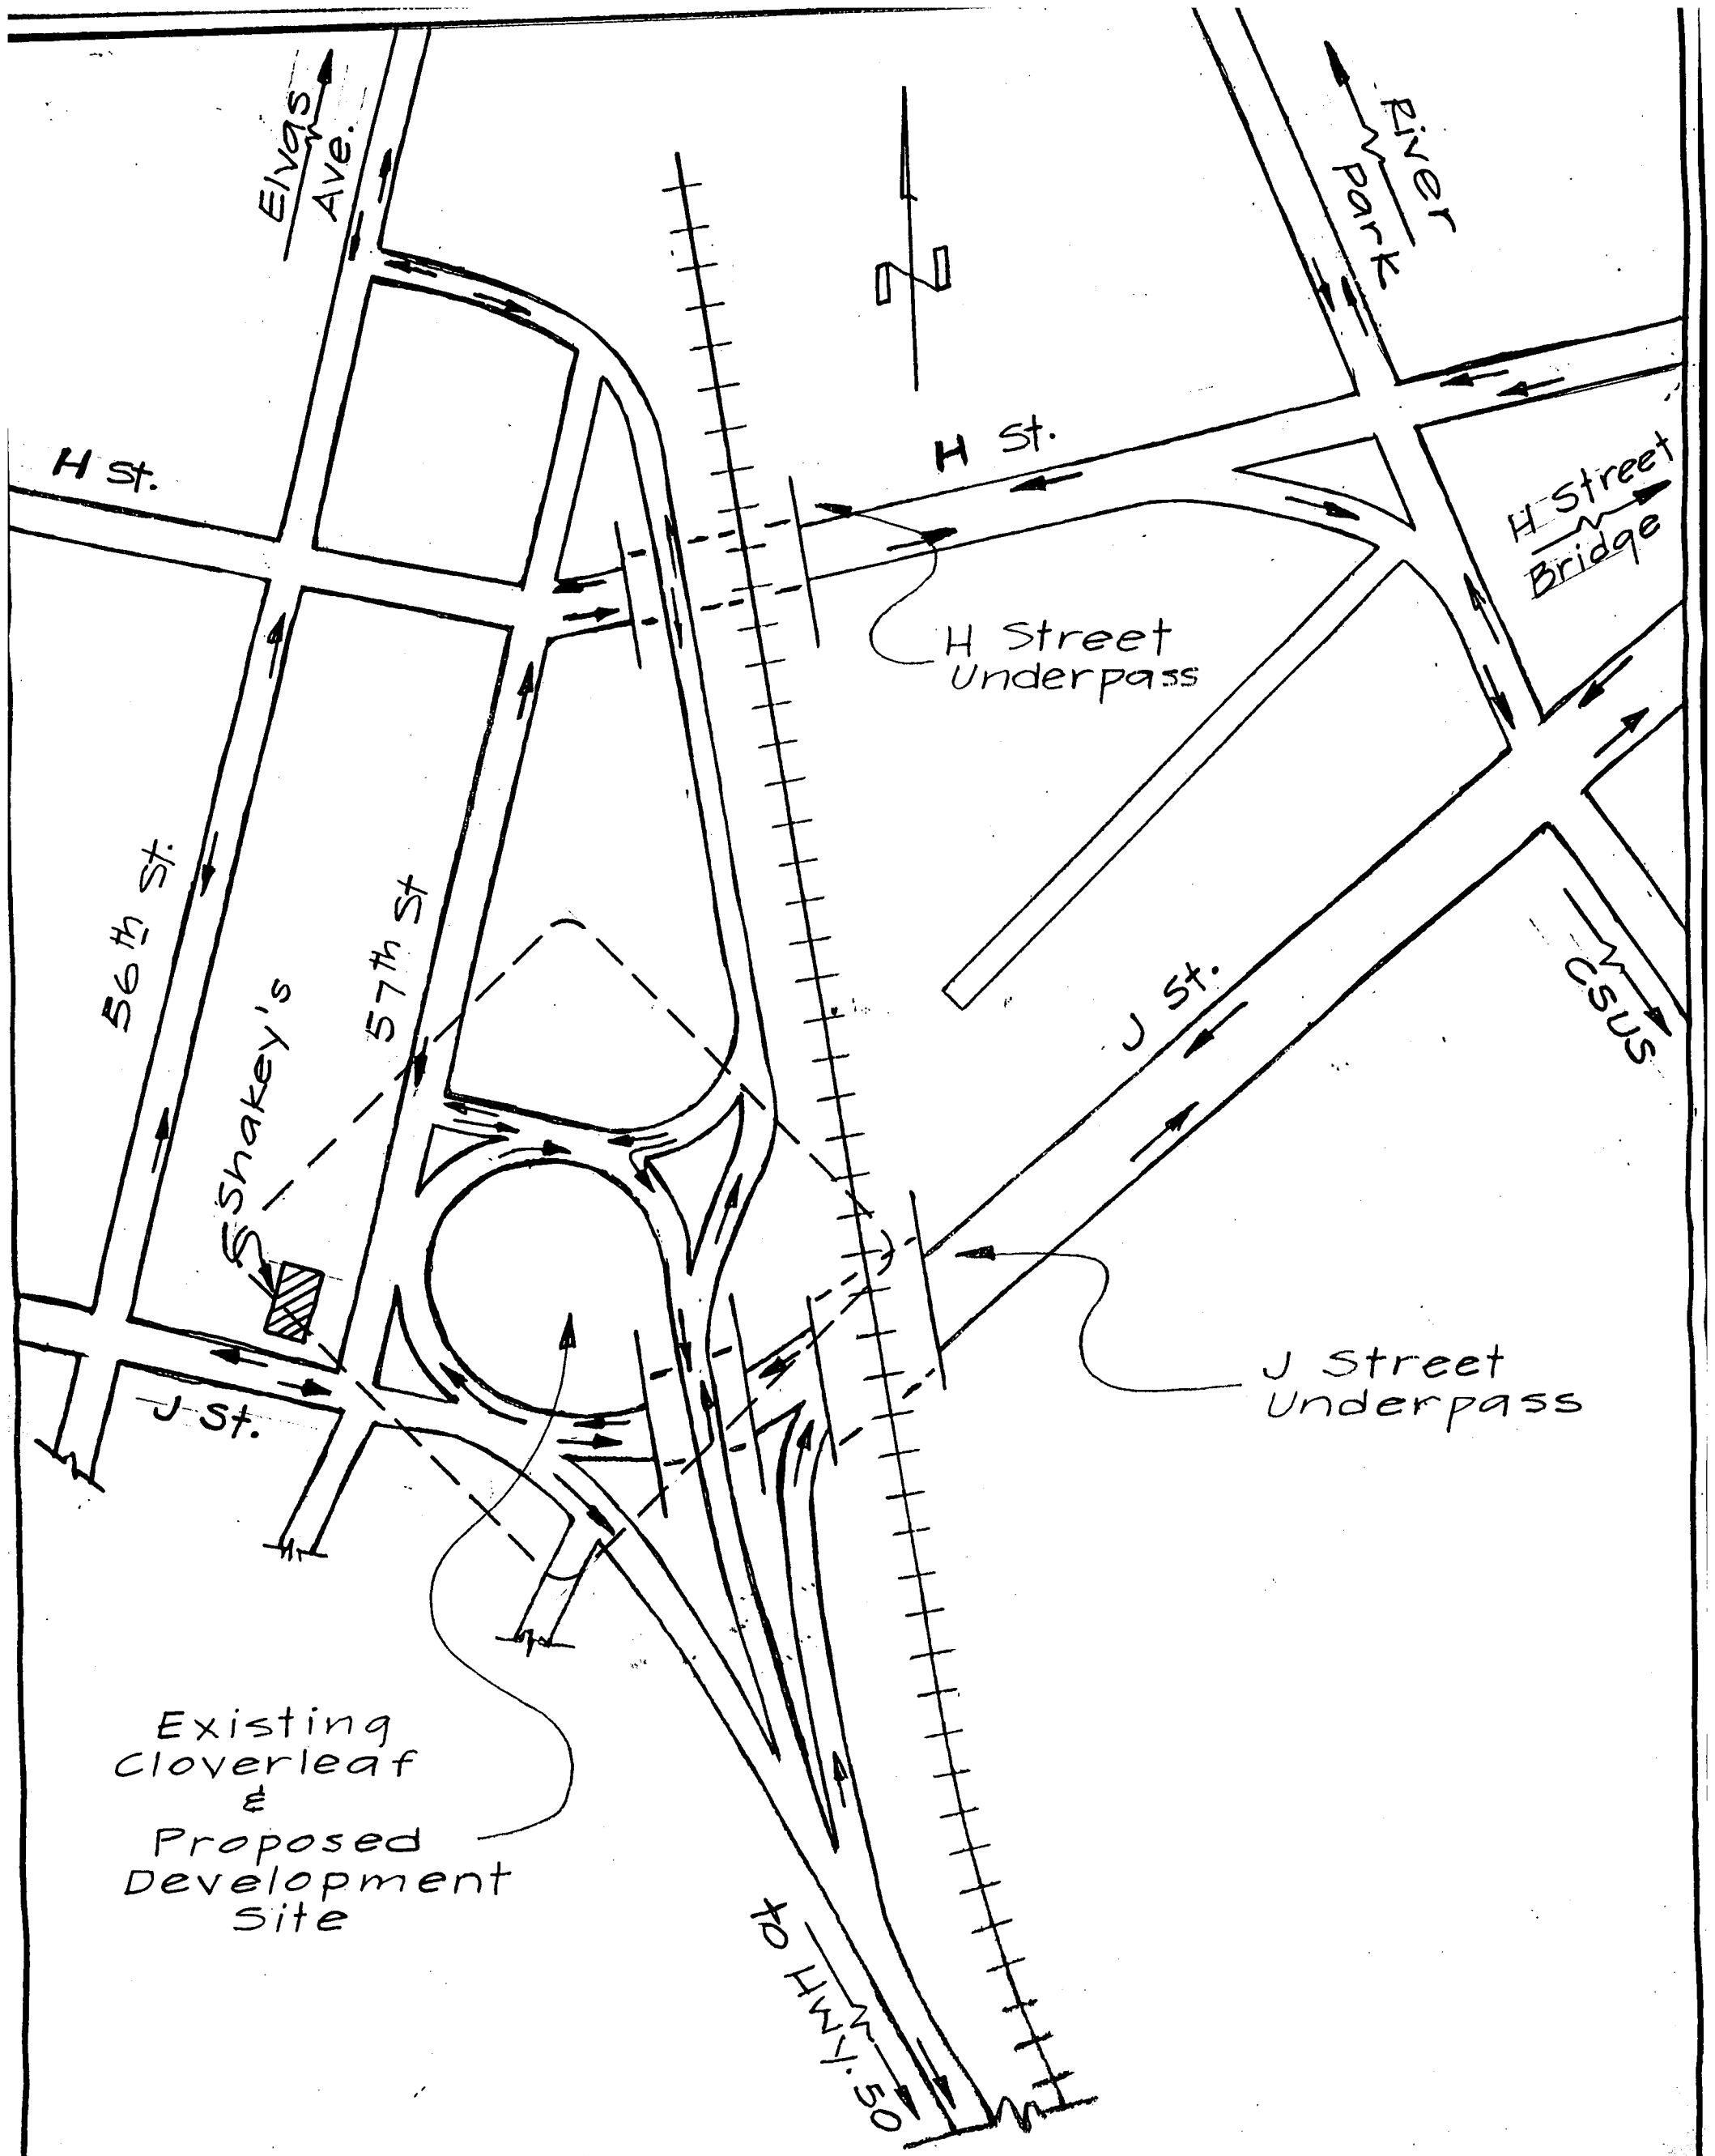 Elvas
Ave.
River
Park
N
H St.
H St.
H Street
Bridge
H Street
Underpass
56th St.
57th St
Shakey's
J St.
CSUS
J St.
J Street
Underpass
Existing
Cloverleaf
&
Proposed
Development
Site
to Hwy. 50